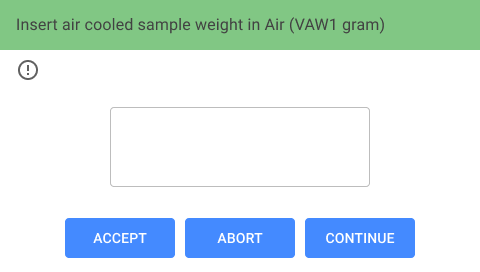 Insert air cooled sample weight in Air (VAW1 gram)
ACCEPT
ABORT
CONTINUE